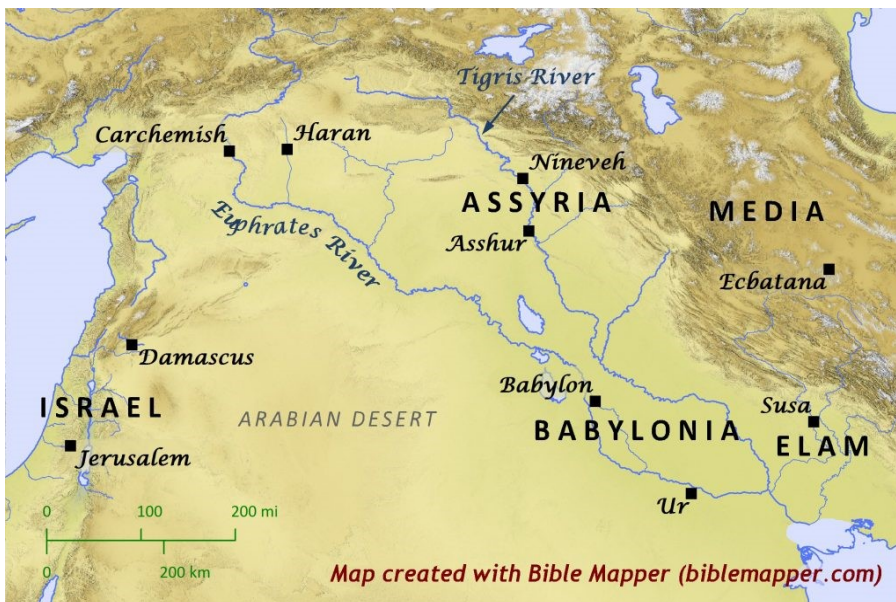 Tigris River
Carchemish
Haran
Nineveh
ASSYRIA
MEDIA
Euphrates River
Asshur
Ecbatana
Damascus
Babylon
Susa
ISRAEL
ARABIAN DESERT
BABYLONIA
ELAM
Jerusalem
Ur
0 100 200 mi
0 200 km
Map created with Bible Mapper (biblemapper.com)